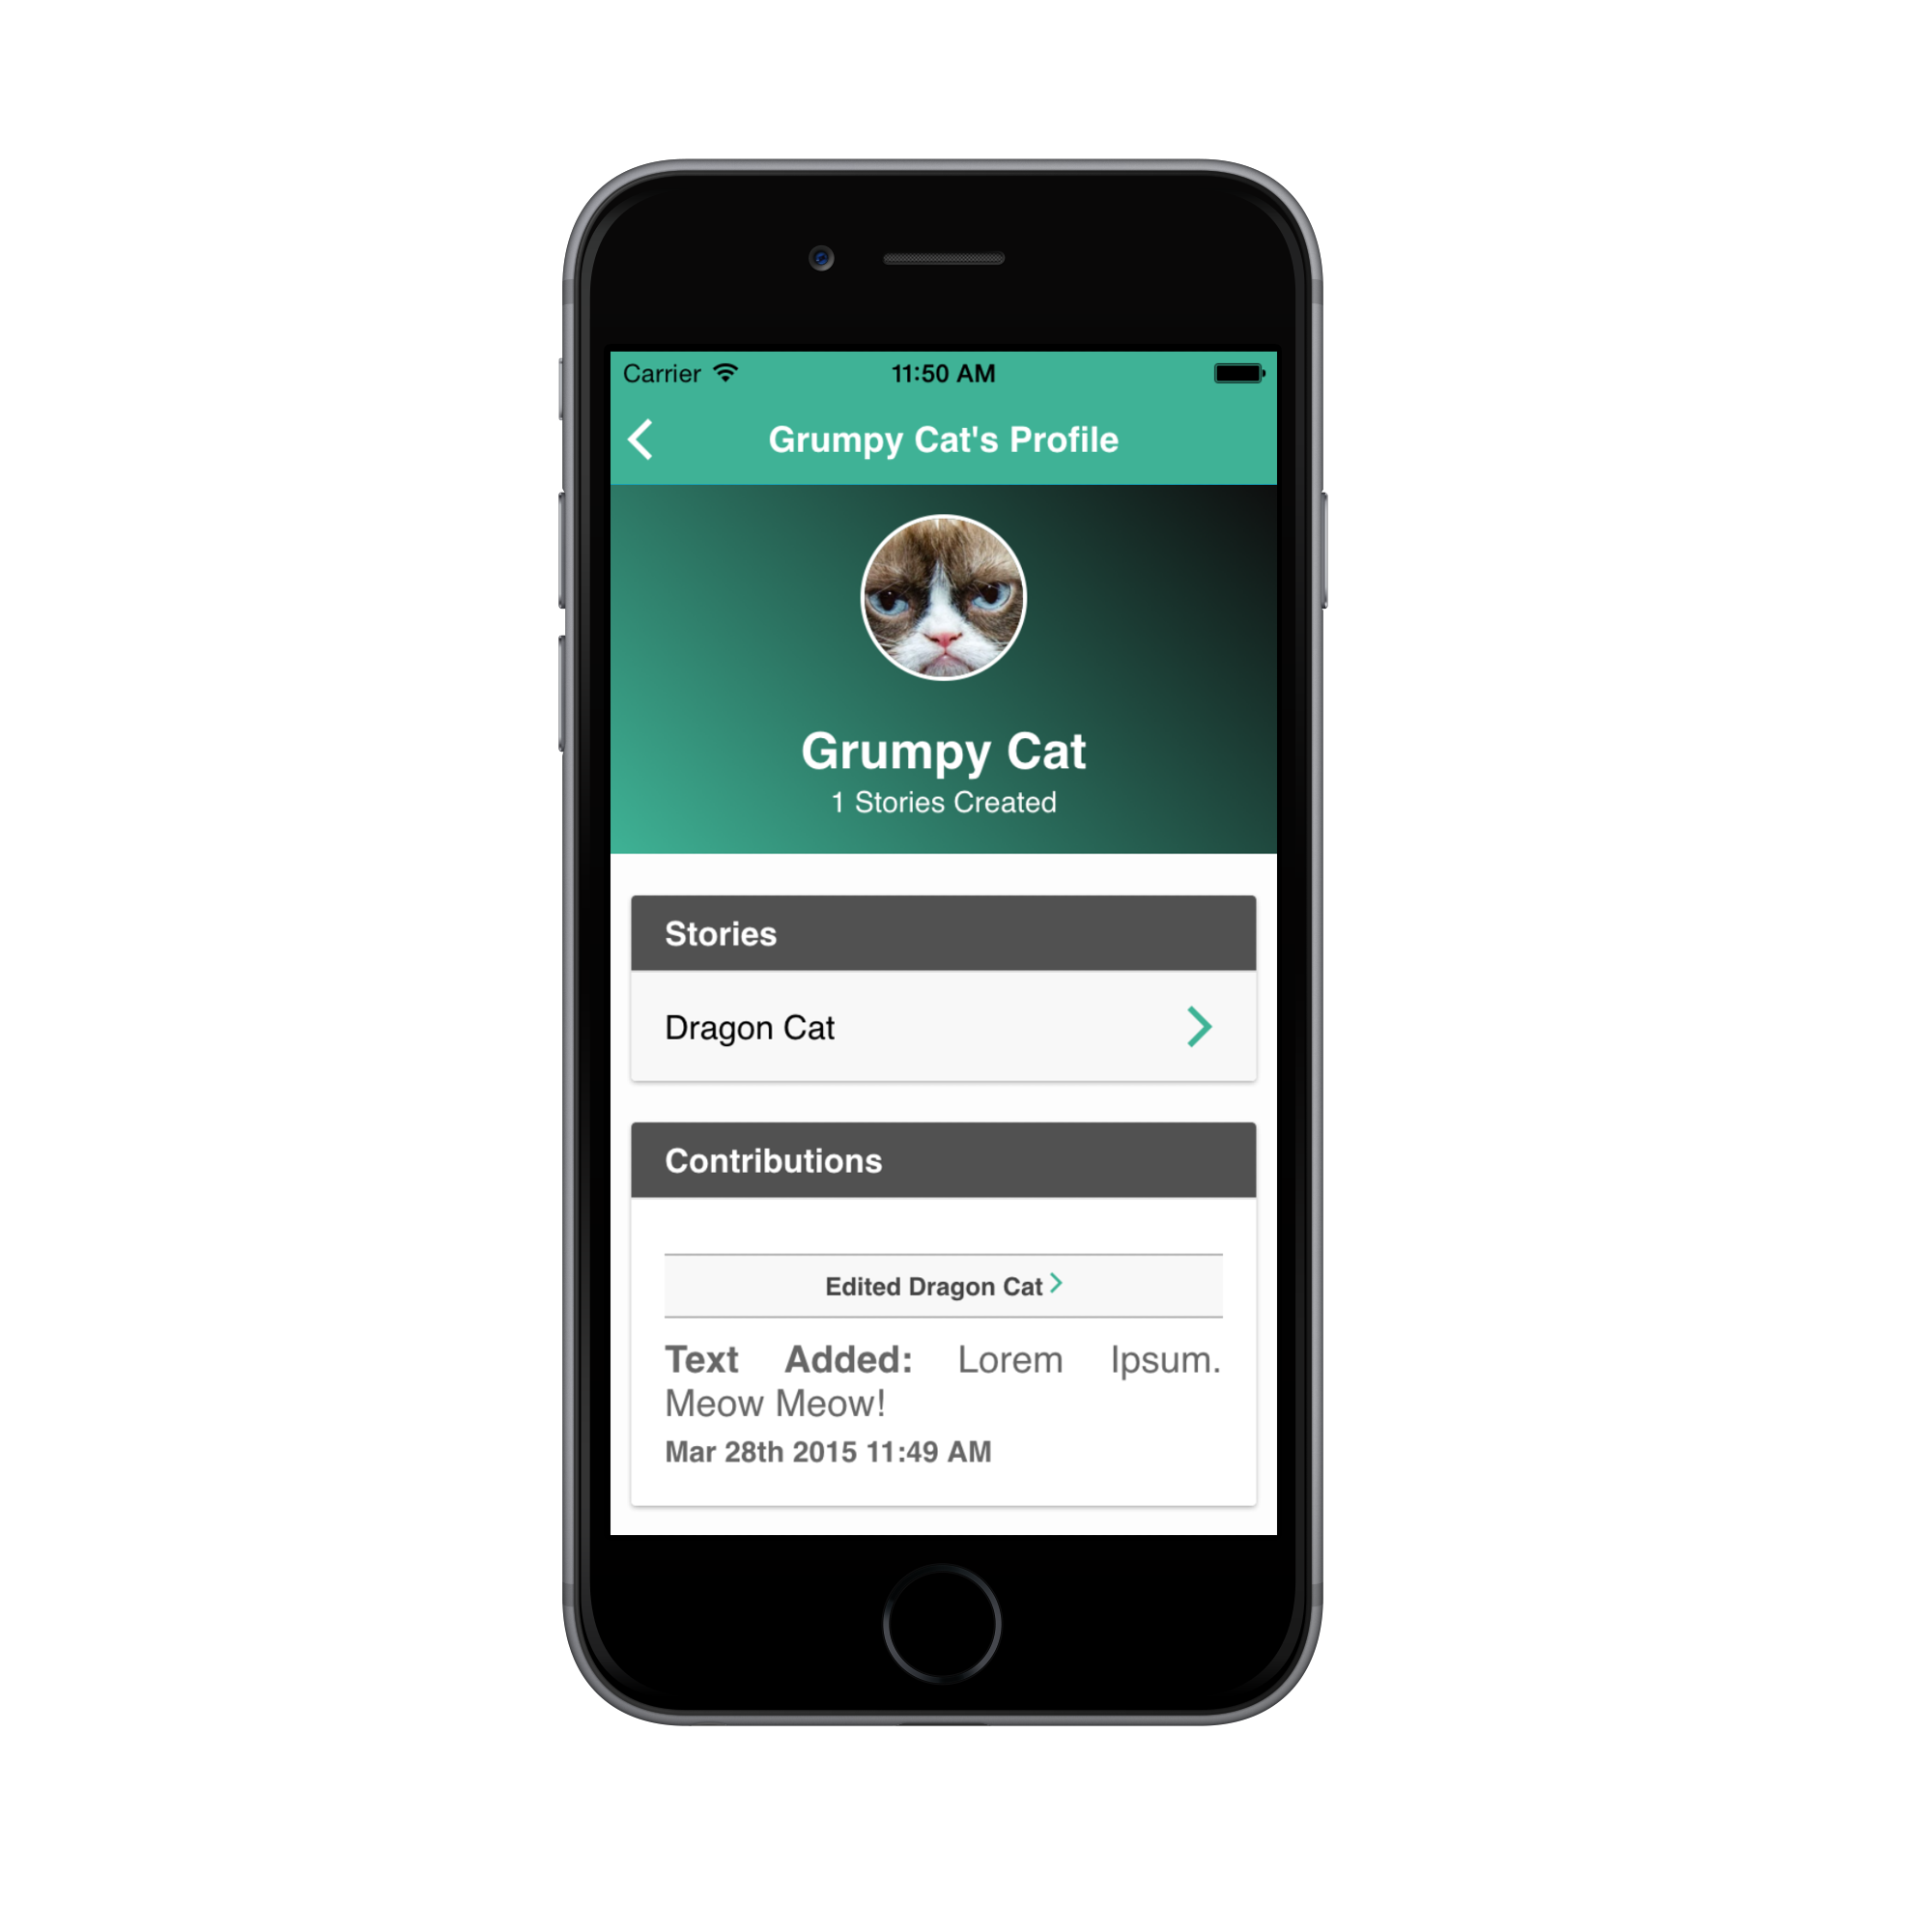 Carrier 11:50 AM
Grumpy Cat's Profile
Grumpy Cat
1 Stories Created
Stories
Dragon Cat
Contributions
Edited Dragon Cat
Text Added: Lorem Ipsum.
Meow Meow!
Mar 28th 2015 11:49 AM